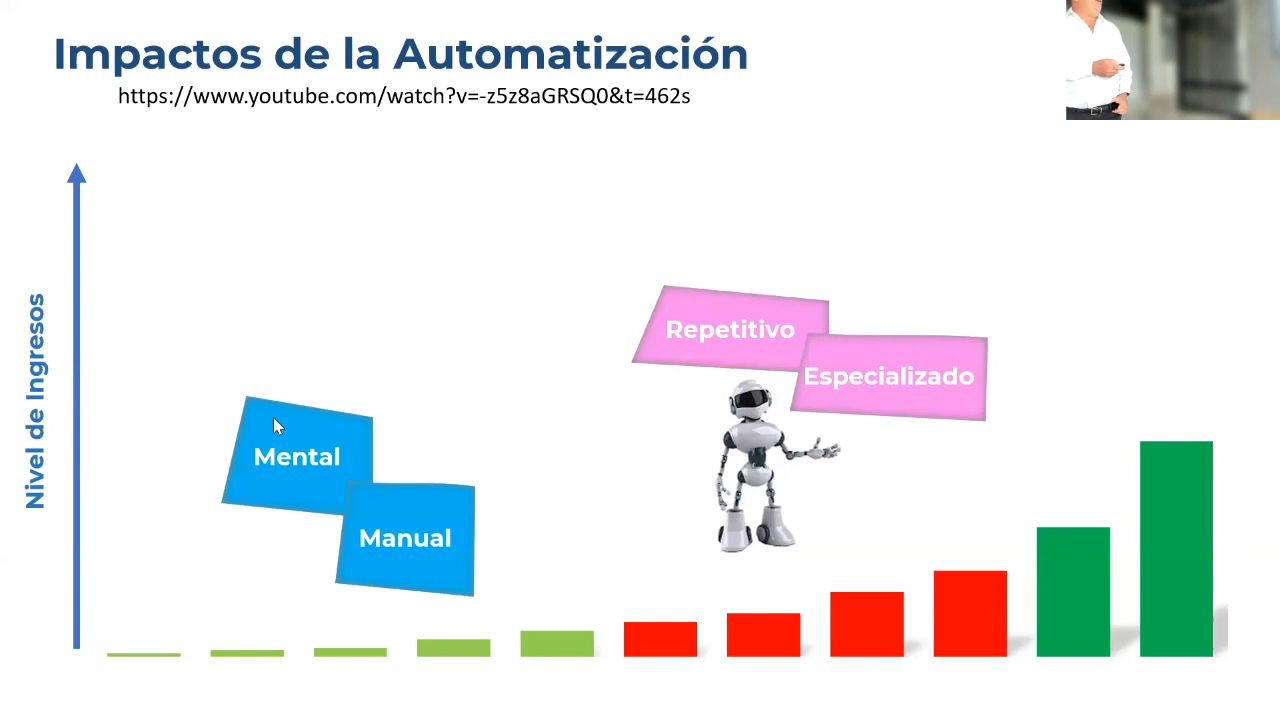 Impactos de la Automatización
https://www.youtube.com/watch?v=-z5z8aGRSQ0&t=462s
Nivel de Ingresos
Repetitivo
Especializado
Mental
Manual